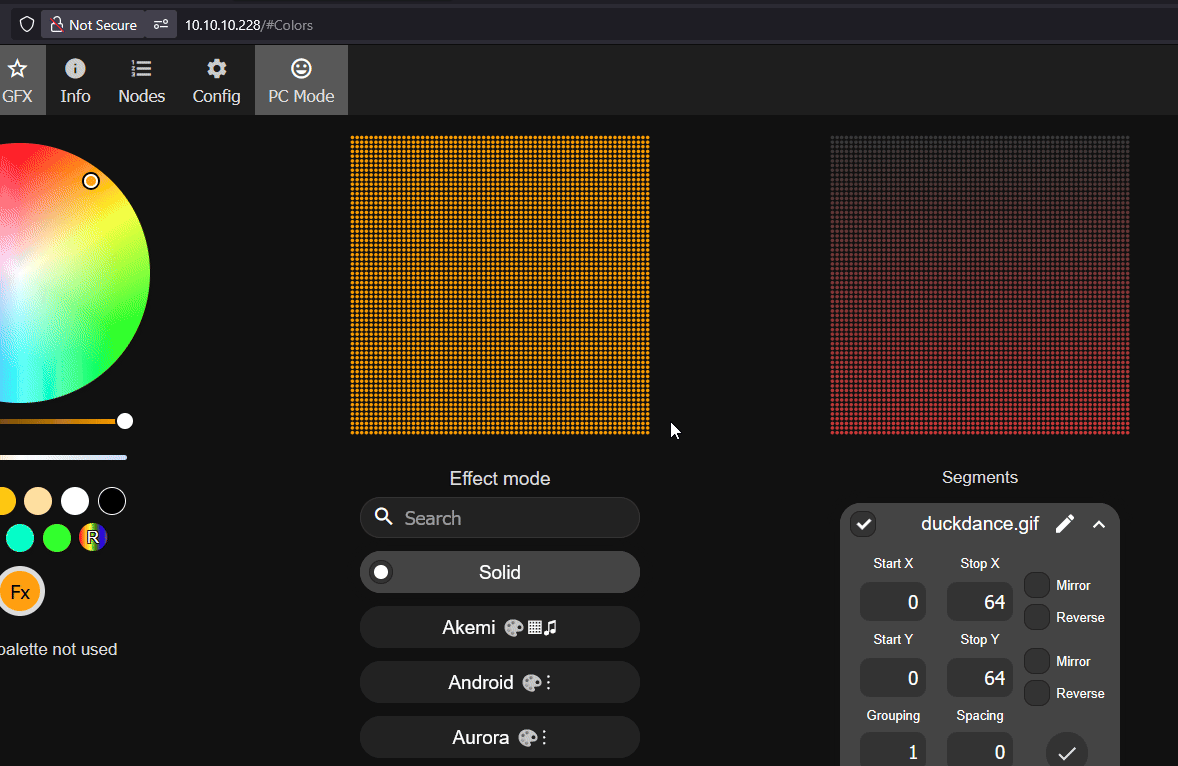 Not Secure 10.10.10.228/#Colors
GFX Info Nodes Config PC Mode
Effect mode
Search
Solid
Akemi
Android
Aurora
R
Fx
palette not used
Segments
duckdance.gif
Start X Stop X
0 64 Mirror
Reverse
Start Y Stop Y
0 64 Mirror
Reverse
Grouping Spacing
1 0